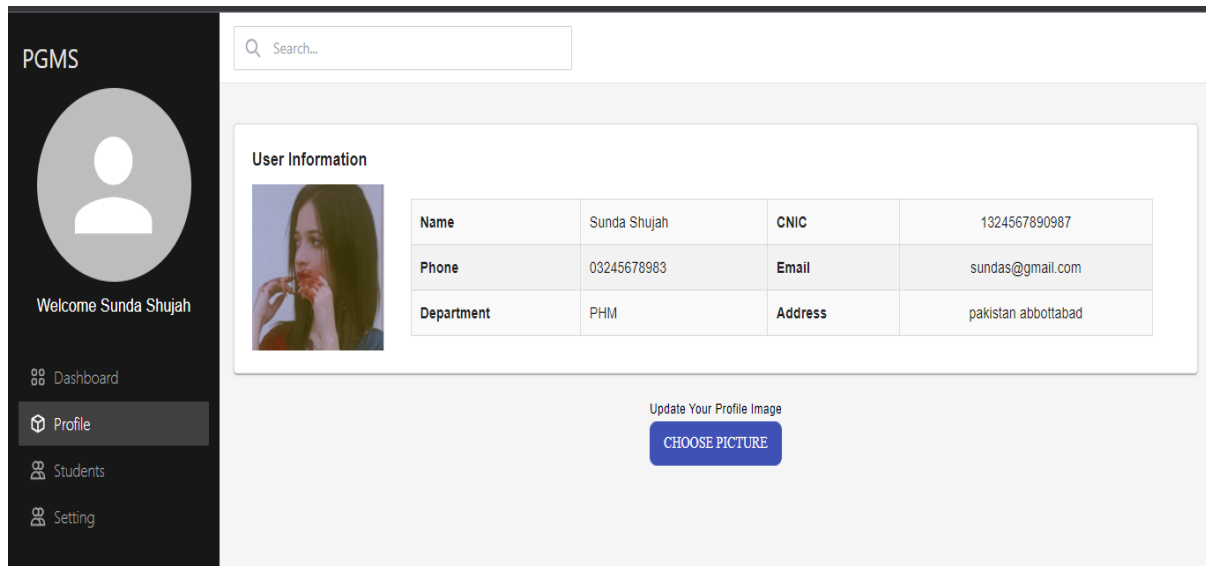 PGMS
Search...
Welcome Sunda Shujah
Dashboard
Profile
Students
Setting
User Information
Name Sunda Shujah CNIC 1324567890987
Phone 03245678983 Email sundas@gmail.com
Department PHM Address pakistan abbottabad
Update Your Profile Image
CHOOSE PICTURE